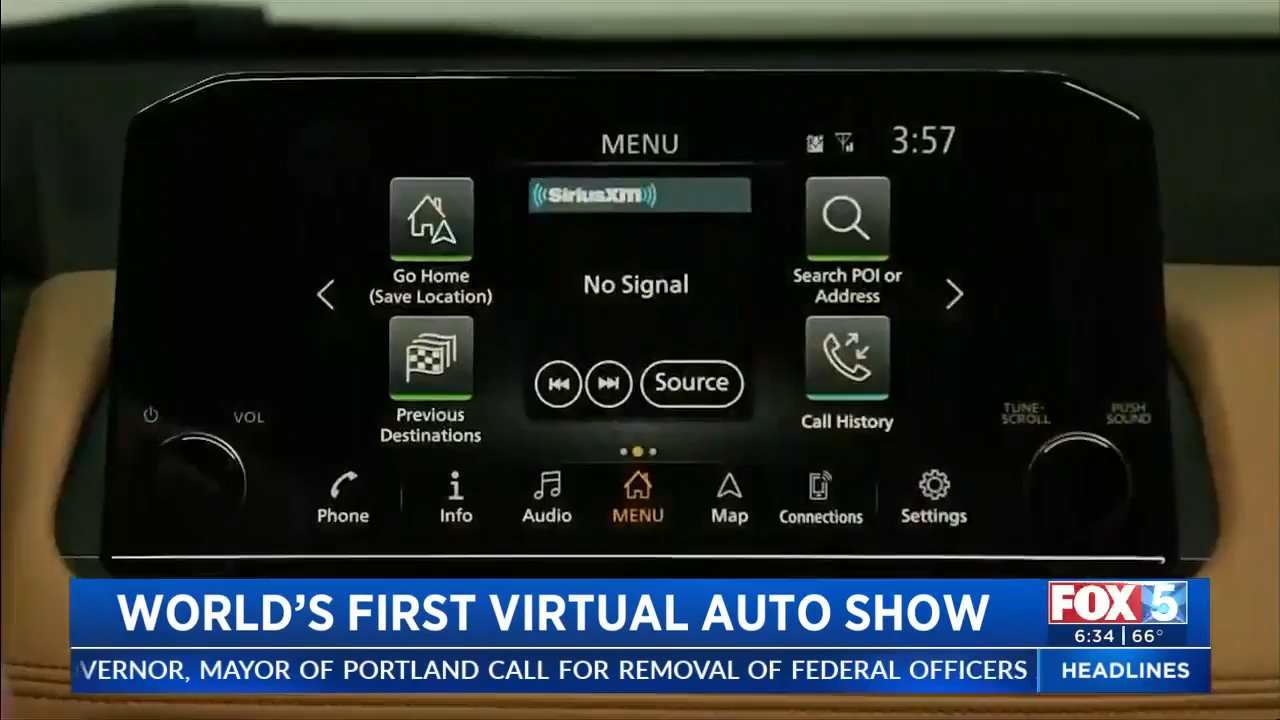 MENU
3:57
SiriusXM
Go Home
(Save Location)
No Signal
Search POI or
Address
Source
Previous
Destinations
Call History
VOL
TUNE·
SCROLL
PUSH
SOUND
Phone
Info
Audio
MENU
Map
Connections
Settings
WORLD'S FIRST VIRTUAL AUTO SHOW
FOX 5
6:34 | 66°
VERNOR, MAYOR OF PORTLAND CALL FOR REMOVAL OF FEDERAL OFFICERS
HEADLINES